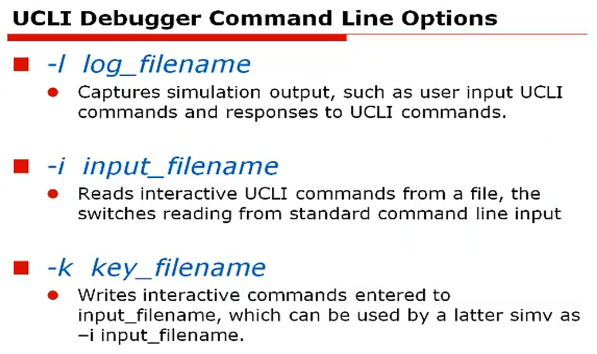 UCLI Debugger Command Line Options
-l log_filename
Captures simulation output, such as user input UCLI
commands and responses to UCLI commands.
-i input_filename
Reads interactive UCLI commands from a file, the
switches reading from standard command line input
-k key_filename
Writes interactive commands entered to
input_filename, which can be used by a latter simv as
–i input_filename.